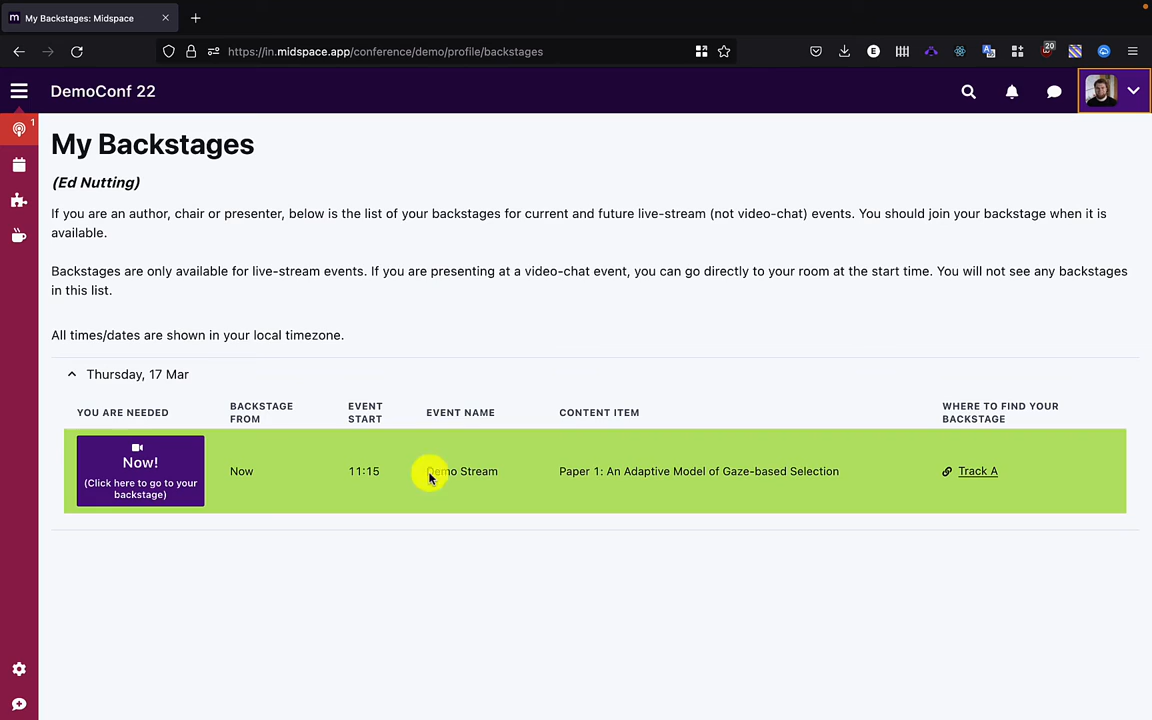 My Backstages: Midspace
https://in.midspace.app/conference/demo/profile/backstages
20
DemoConf 22
1
My Backstages
(Ed Nutting)
If you are an author, chair or presenter, below is the list of your backstages for current and future live-stream (not video-chat) events. You should join your backstage when it is
available.
Backstages are only available for live-stream events. If you are presenting at a video-chat event, you can go directly to your room at the start time. You will not see any backstages
in this list.
All times/dates are shown in your local timezone.
Thursday, 17 Mar
YOU ARE NEEDED
BACKSTAGE
FROM
EVENT
START
EVENT NAME
CONTENT ITEM
WHERE TO FIND YOUR
BACKSTAGE
Now!
(Click here to go to your
backstage)
Now
11:15
Demo Stream
Paper 1: An Adaptive Model of Gaze-based Selection
Track A